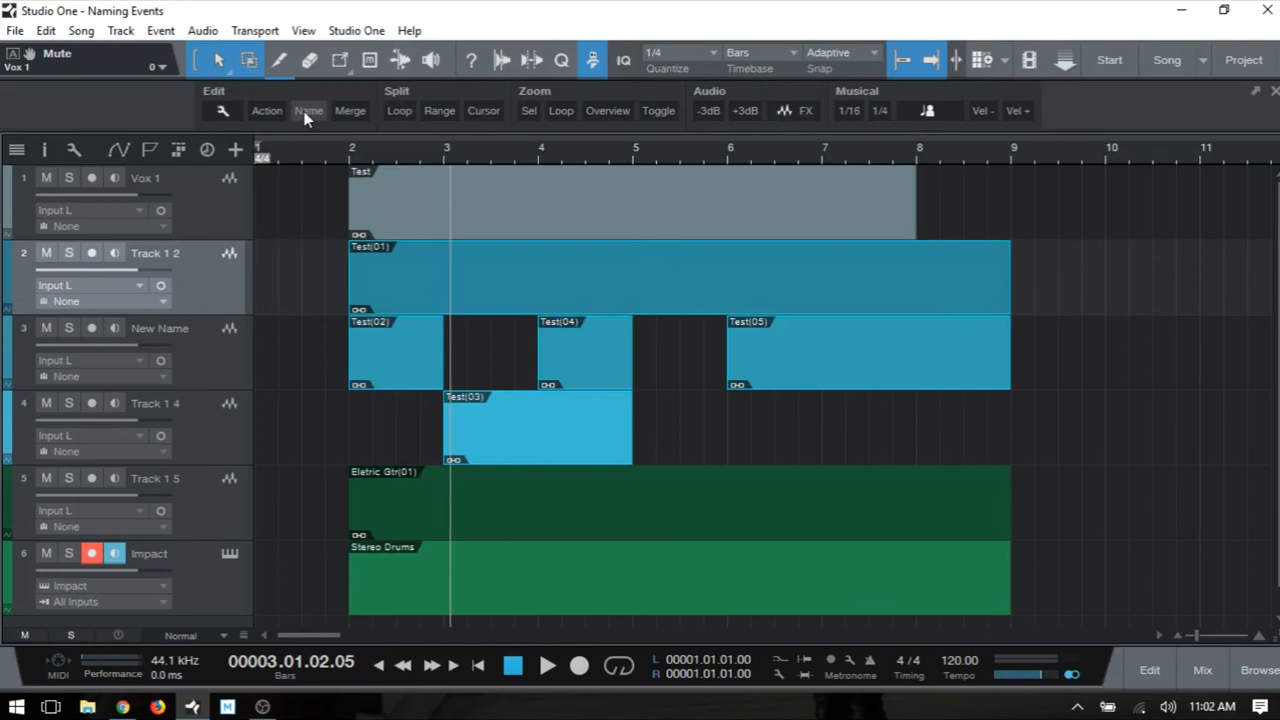 Studio One - Naming Events
File Edit Song Track Event Audio Transport View Studio One Help
Mute
Vox 1 0
IQ
1/4 Quantize
Bars Timebase
Adaptive Snap
Start Song Project
Edit Split Zoom Audio Musical
Action Name Merge Loop Range Cursor Sel Loop Overview Toggle -3dB +3dB FX 1/16 1/4 Vel - Vel +
1 2 3 4 5 6 7 8 9 10 11
4/4
1 M S Vox 1
Input L
None
Test
2 M S Track 1 2
Input L
None
Test(01)
3 M S New Name
Input L
None
Test(02) Test(04) Test(05)
4 M S Track 1 4
Input L
None
Test(03)
5 M S Track 1 5
Input L
None
Eletric Gtr(01)
6 M S Impact
Impact
All Inputs
Stereo Drums
M S Normal
MIDI
Performance
44.1 kHz
0.0 ms
00003.01.02.05
Bars
L 00001.01.01.00
R 00001.01.01.00
Metronome
4 / 4
Timing
120.00
Tempo
Edit Mix Browse
11:02 AM